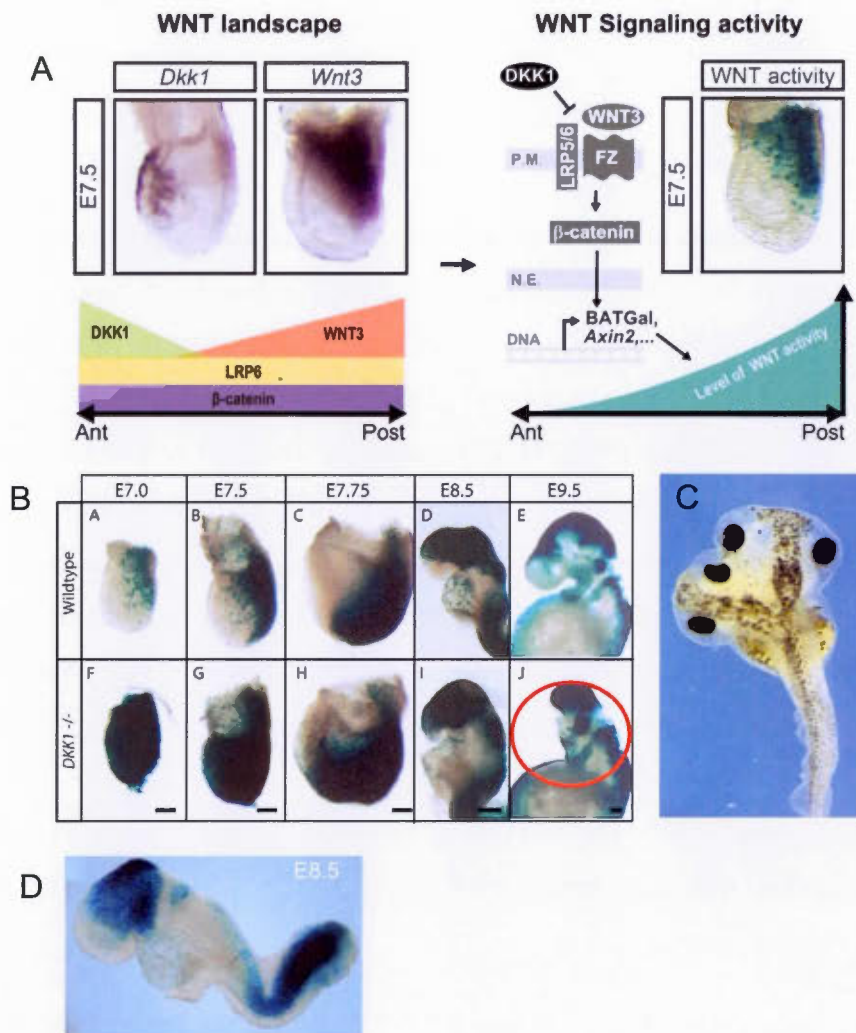 WNT landscape
WNT Signaling activity
A
Dkk1
Wnt3
E7.5
DKK1
WNT3
LRP6
β-catenin
Ant
Post
DKK1
WNT3
LRP5/6
FZ
P M
β-catenin
N E
DNA
BATGal,
Axin2,...
WNT activity
E7.5
Level of WNT activity
Ant
Post
B
E7.0
E7.5
E7.75
E8.5
E9.5
Wildtype
A
B
C
D
E
DKK1 -/-
F
G
H
I
J
C
D
E8.5